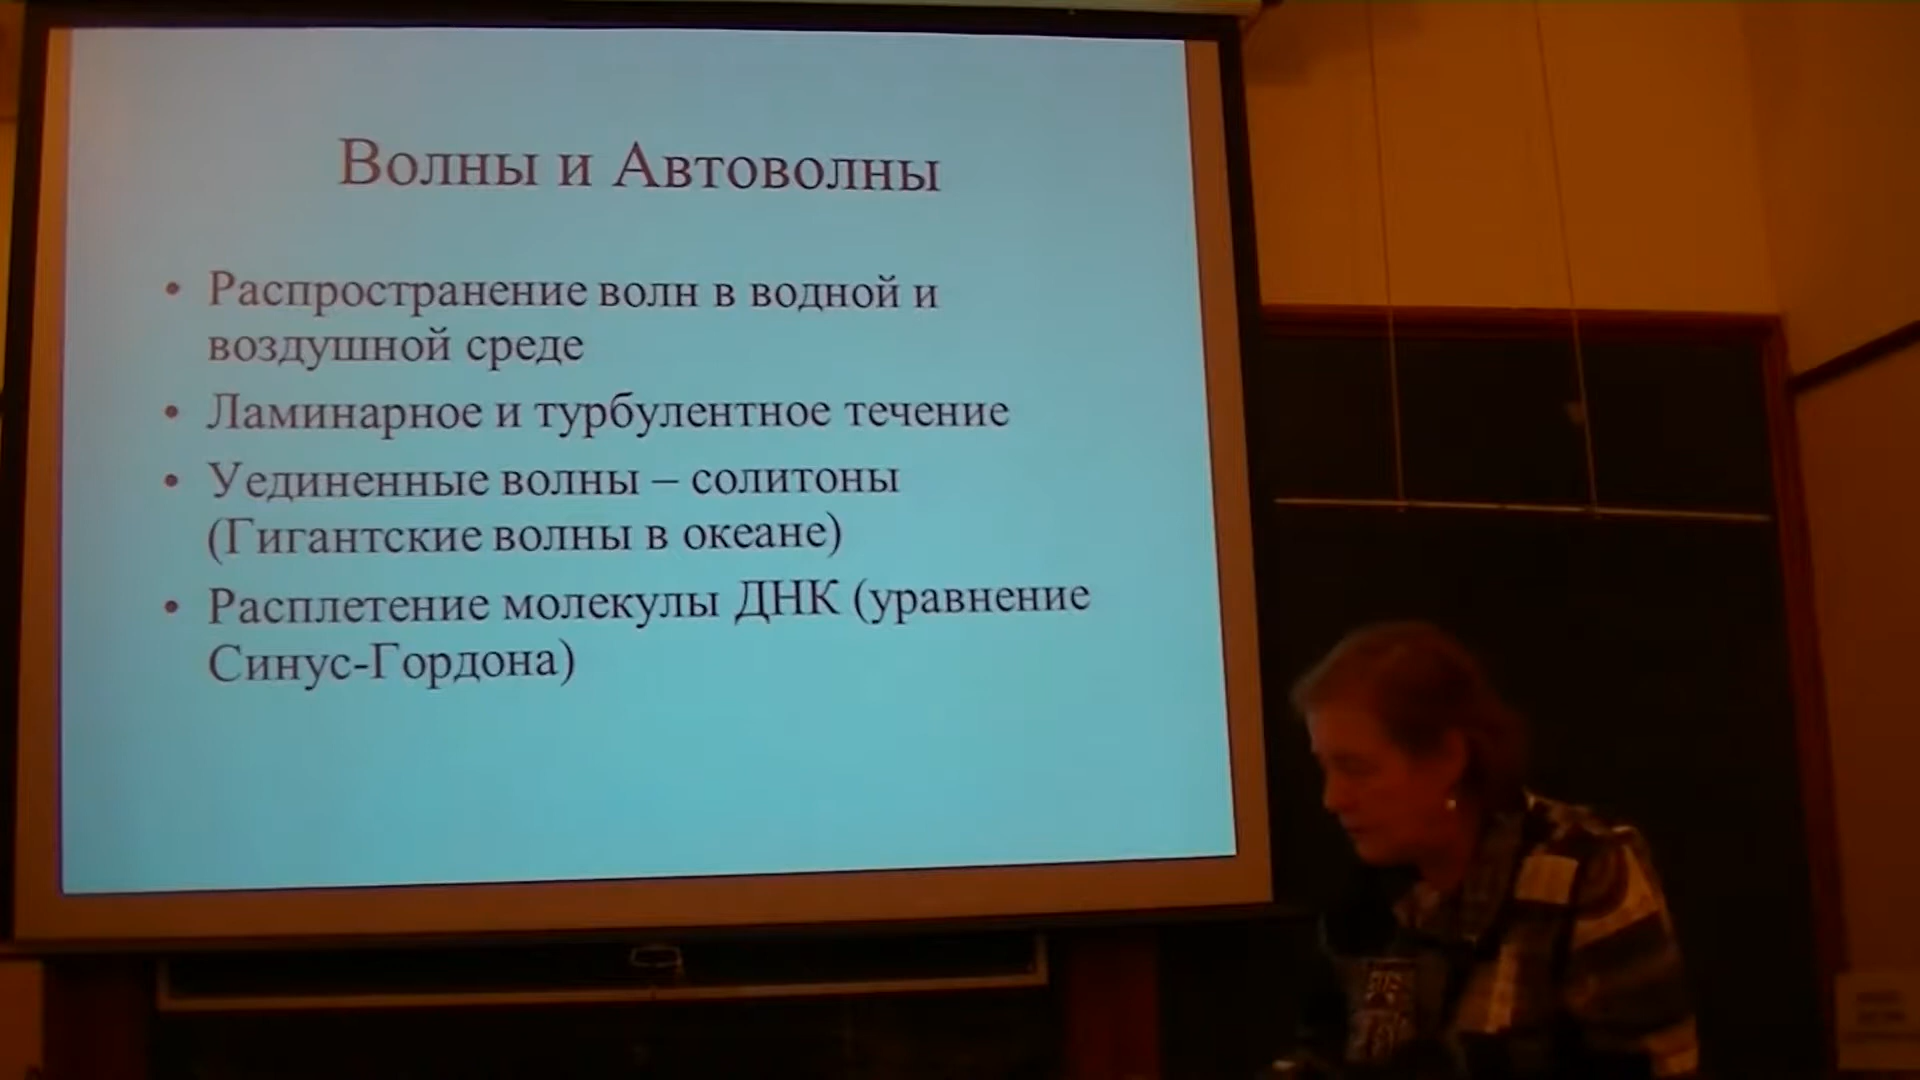 Волны и Автоволны
• Распространение волн в водной и
воздушной среде
• Ламинарное и турбулентное течение
• Уединенные волны – солитоны
(Гигантские волны в океане)
• Расплетение молекулы ДНК (уравнение
Синус-Гордона)